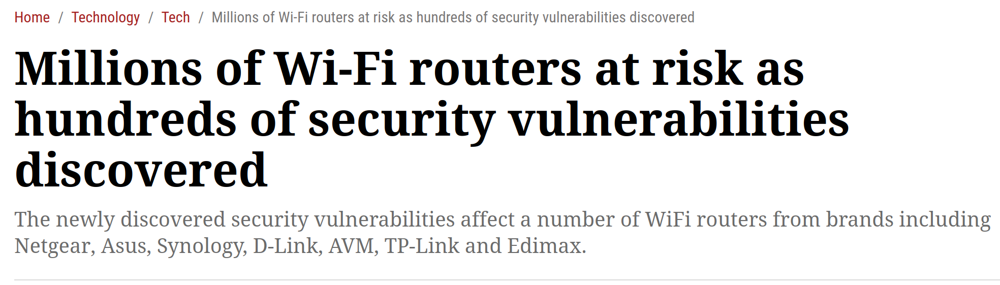 Home / Technology / Tech / Millions of Wi-Fi routers at risk as hundreds of security vulnerabilities discovered
Millions of Wi-Fi routers at risk as
hundreds of security vulnerabilities
discovered
The newly discovered security vulnerabilities affect a number of WiFi routers from brands including
Netgear, Asus, Synology, D-Link, AVM, TP-Link and Edimax.